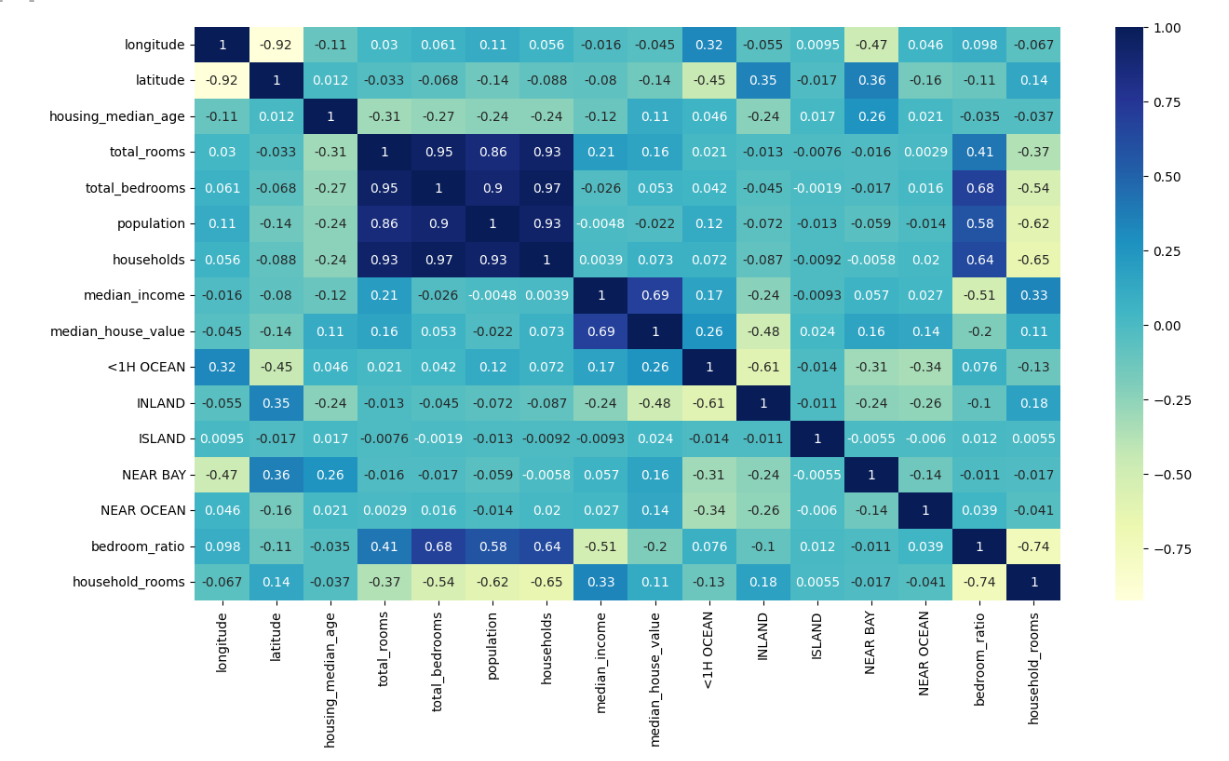 longitude 1 -0.92 -0.11 0.03 0.061 0.11 0.056 -0.016 -0.045 0.32 -0.055 0.0095 -0.47 0.046 0.098 -0.067
latitude -0.92 1 0.012 -0.033 -0.068 -0.14 -0.088 -0.08 -0.14 -0.45 0.35 -0.017 0.36 -0.16 -0.11 0.14
housing_median_age -0.11 0.012 1 -0.31 -0.27 -0.24 -0.24 -0.12 0.11 0.046 -0.24 0.017 0.26 0.021 -0.035 -0.037
total_rooms 0.03 -0.033 -0.31 1 0.95 0.86 0.93 0.21 0.16 0.021 -0.013 -0.0076 -0.016 0.0029 0.41 -0.37
total_bedrooms 0.061 -0.068 -0.27 0.95 1 0.9 0.97 -0.026 0.053 0.042 -0.045 -0.0019 -0.017 0.016 0.68 -0.54
population 0.11 -0.14 -0.24 0.86 0.9 1 0.93 -0.0048 -0.022 0.12 -0.072 -0.013 -0.059 -0.014 0.58 -0.62
households 0.056 -0.088 -0.24 0.93 0.97 0.93 1 0.0039 0.073 0.072 -0.087 -0.0092 -0.0058 0.02 0.64 -0.65
median_income -0.016 -0.08 -0.12 0.21 -0.026 -0.0048 0.0039 1 0.69 0.17 -0.24 -0.0093 0.057 0.027 -0.51 0.33
median_house_value -0.045 -0.14 0.11 0.16 0.053 -0.022 0.073 0.69 1 0.26 -0.48 0.024 0.16 0.14 -0.2 0.11
<1H OCEAN 0.32 -0.45 0.046 0.021 0.042 0.12 0.072 0.17 0.26 1 -0.61 -0.014 -0.31 -0.34 0.076 -0.13
INLAND -0.055 0.35 -0.24 -0.013 -0.045 -0.072 -0.087 -0.24 -0.48 -0.61 1 -0.011 -0.24 -0.26 -0.1 0.18
ISLAND 0.0095 -0.017 0.017 -0.0076 -0.0019 -0.013 -0.0092 -0.0093 0.024 -0.014 -0.011 1 -0.0055 -0.006 0.012 0.0055
NEAR BAY -0.47 0.36 0.26 -0.016 -0.017 -0.059 -0.0058 0.057 0.16 -0.31 -0.24 -0.0055 1 -0.14 -0.011 -0.017
NEAR OCEAN 0.046 -0.16 0.021 0.0029 0.016 -0.014 0.02 0.027 0.14 -0.34 -0.26 -0.006 -0.14 1 0.039 -0.041
bedroom_ratio 0.098 -0.11 -0.035 0.41 0.68 0.58 0.64 -0.51 -0.2 0.076 -0.1 0.012 -0.011 0.039 1 -0.74
household_rooms -0.067 0.14 -0.037 -0.37 -0.54 -0.62 -0.65 0.33 0.11 -0.13 0.18 0.0055 -0.017 -0.041 -0.74 1
longitude
latitude
housing_median_age
total_rooms
total_bedrooms
population
households
median_income
median_house_value
<1H OCEAN
INLAND
ISLAND
NEAR BAY
NEAR OCEAN
bedroom_ratio
household_rooms
1.00
0.75
0.50
0.25
0.00
−0.25
−0.50
−0.75